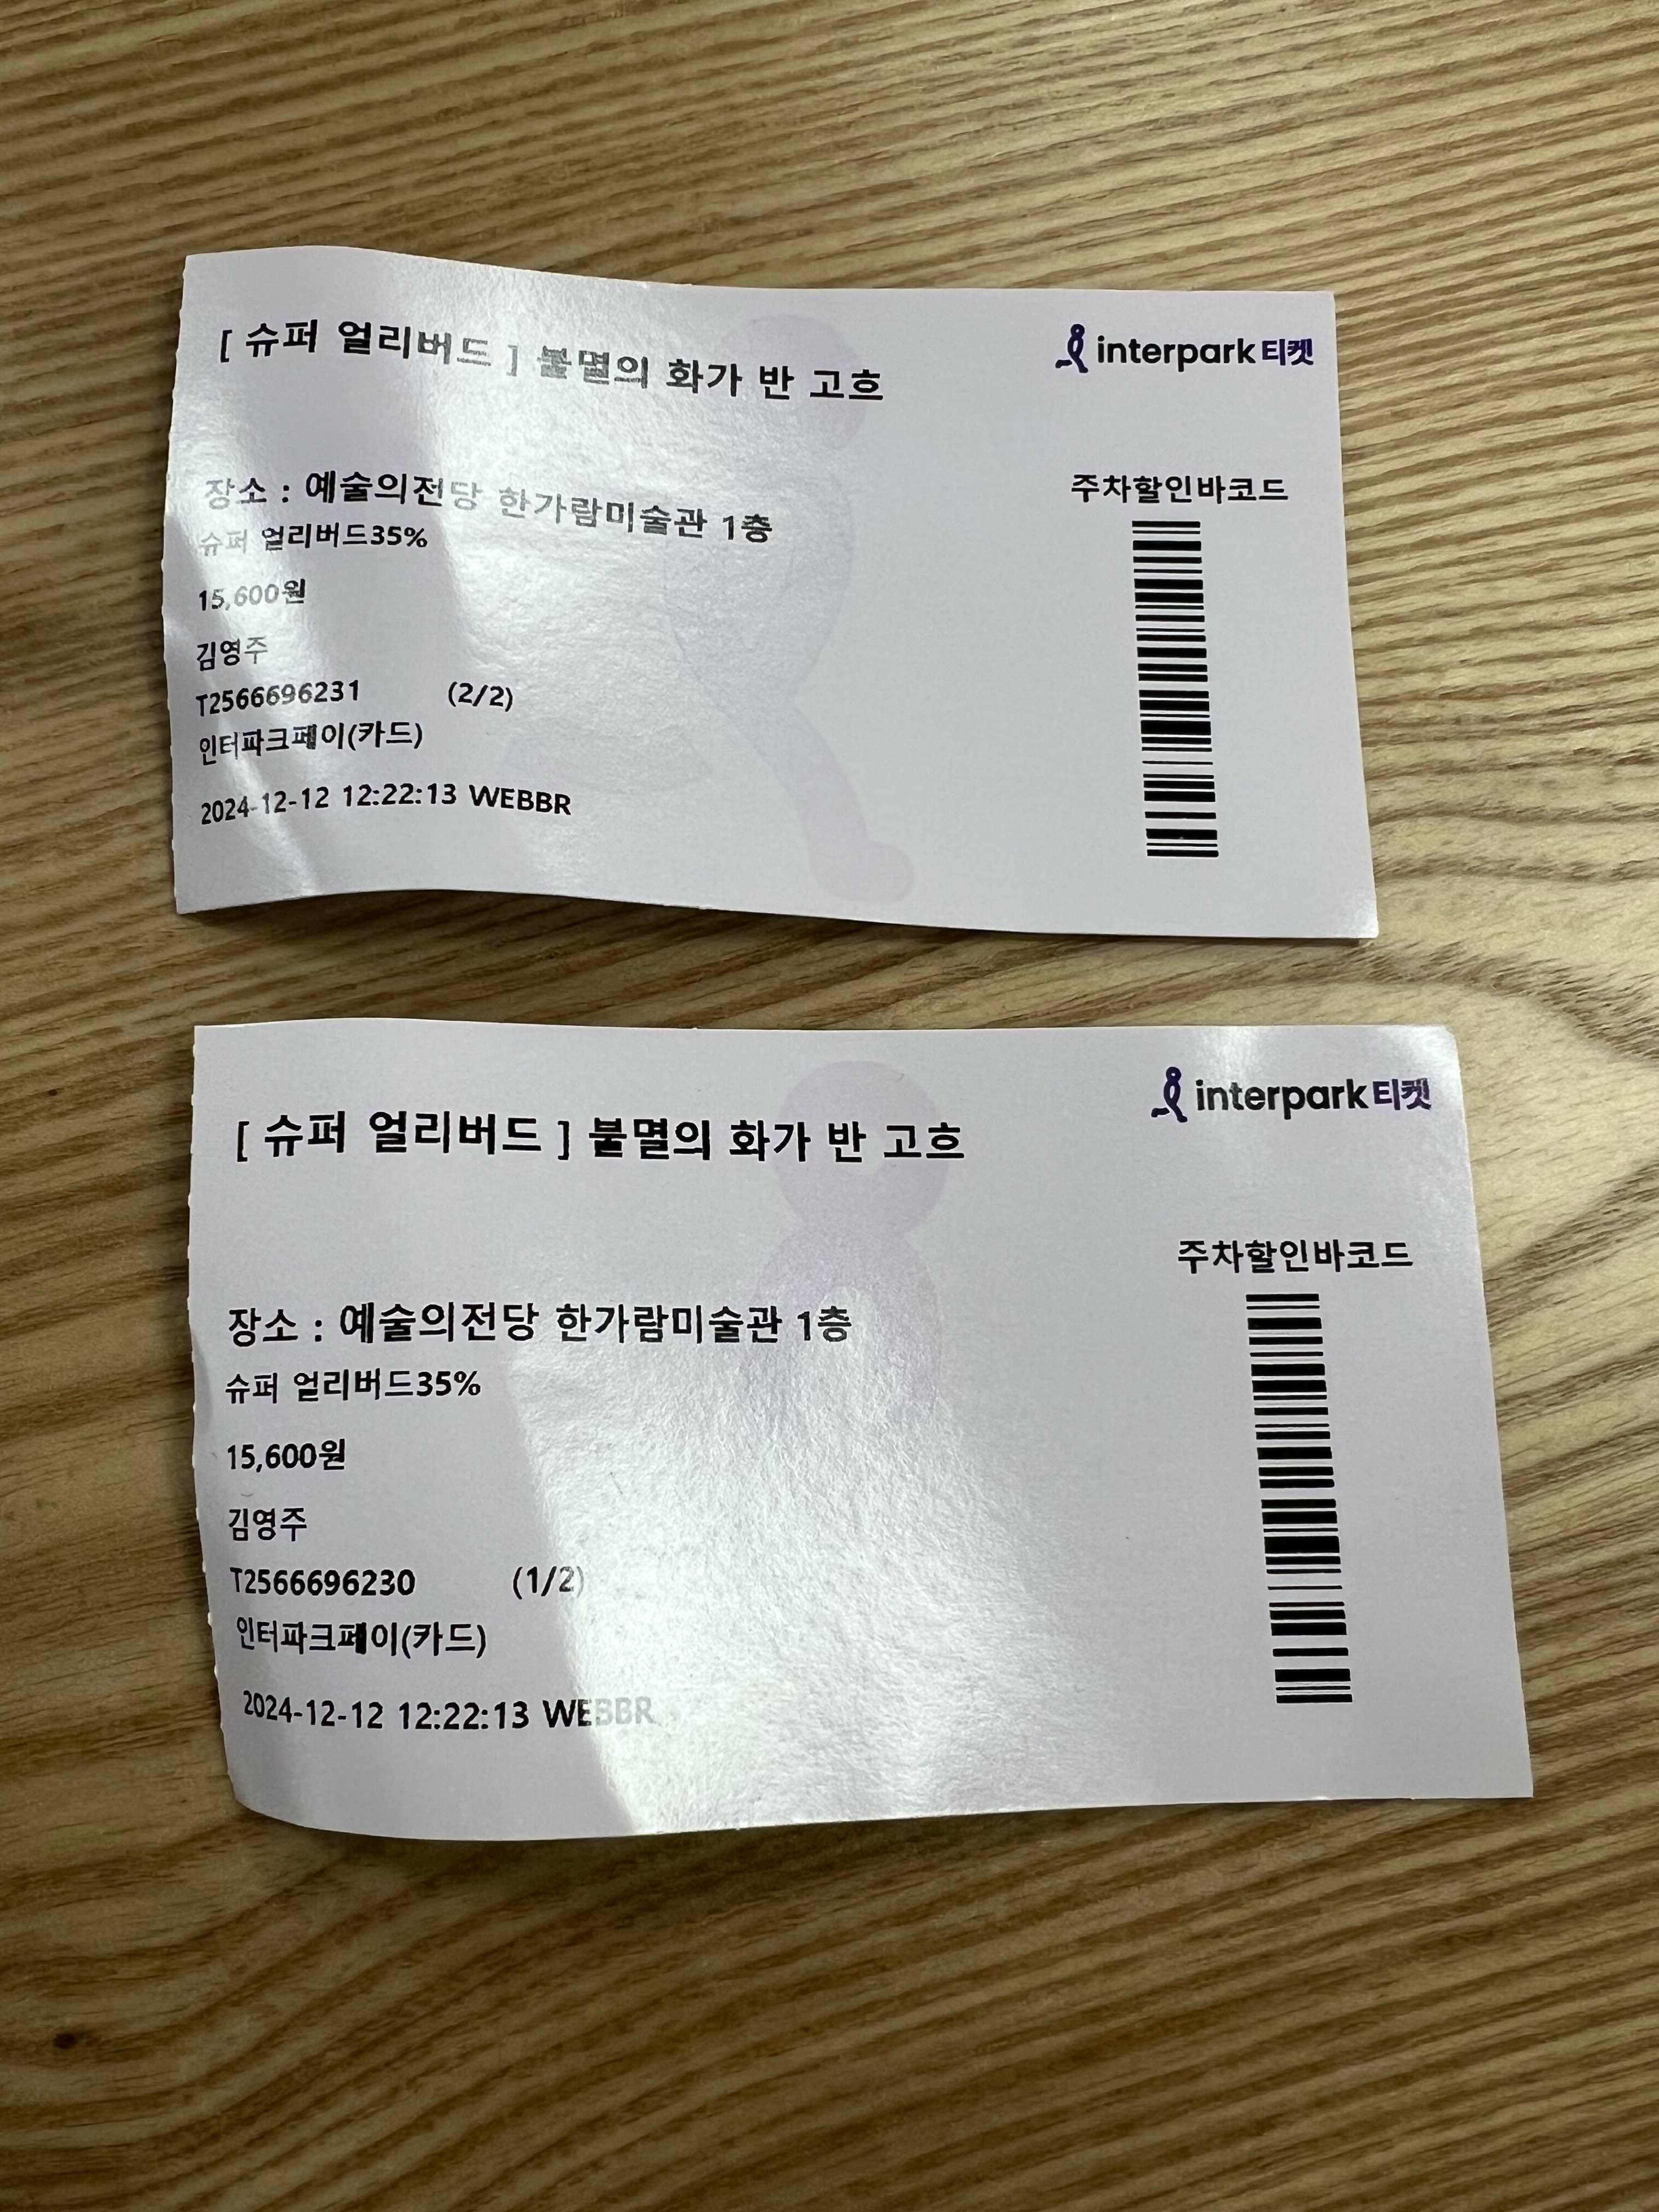 [ 슈퍼 얼리버드 ] 불멸의 화가 반 고흐
interpark 티켓
장소 : 예술의전당 한가람미술관 1층
주차할인바코드
슈퍼 얼리버드35%
15,600원
김영주
T2566696231 (2/2)
인터파크페이(카드)
2024-12-12 12:22:13 WEBBR
[ 슈퍼 얼리버드 ] 불멸의 화가 반 고흐
interpark 티켓
주차할인바코드
장소 : 예술의전당 한가람미술관 1층
슈퍼 얼리버드35%
15,600원
김영주
T2566696230 (1/2)
인터파크페이(카드)
2024-12-12 12:22:13 WEBBR